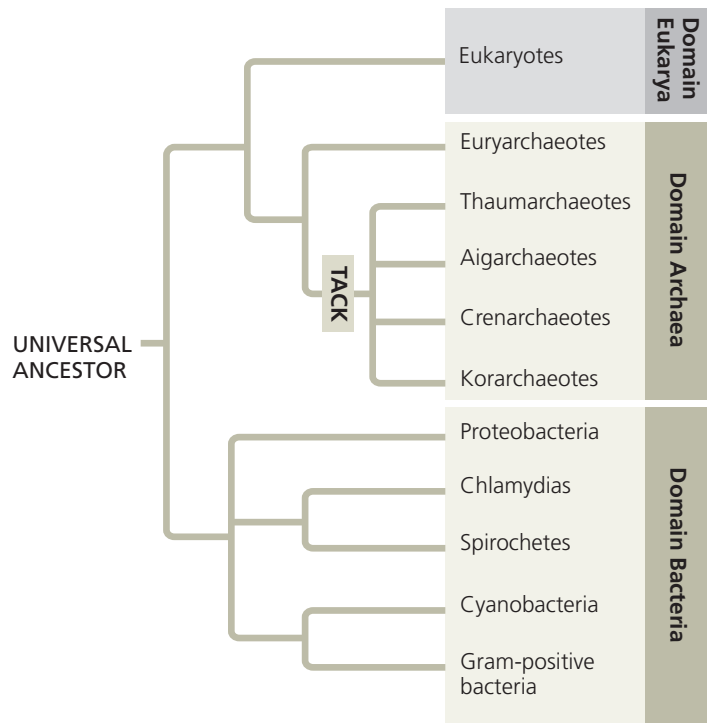 Eukaryotes
Domain
Eukarya
Euryarchaeotes
Thaumarchaeotes
Aigarchaeotes
Crenarchaeotes
Korarchaeotes
TACK
Domain Archaea
UNIVERSAL
ANCESTOR
Proteobacteria
Chlamydias
Spirochetes
Cyanobacteria
Gram-positive
bacteria
Domain Bacteria